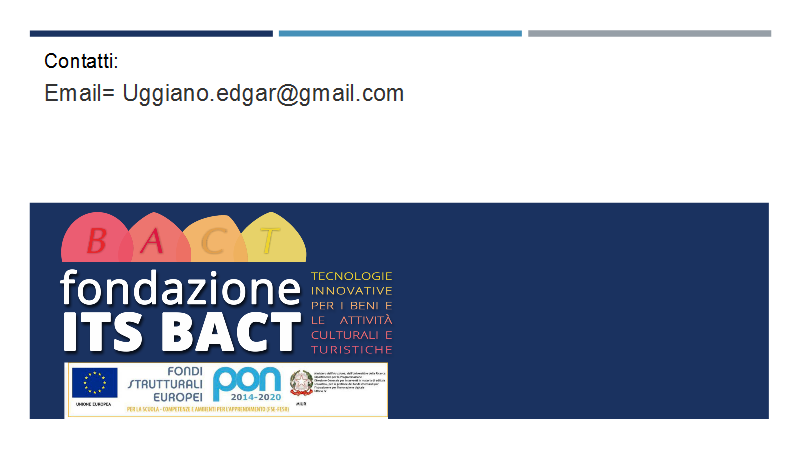 Contatti:
Email= Uggiano.edgar@gmail.com
B A C T
fondazione
ITS BACT
TECNOLOGIE
INNOVATIVE
PER I BENI E
LE ATTIVITÀ
CULTURALI E
TURISTICHE
UNIONE EUROPEA
FONDI
STRUTTURALI
EUROPEI
pon
2014-2020
MIUR
PER LA SCUOLA - COMPETENZE E AMBIENTI PER L'APPRENDIMENTO (FSE-FESR)